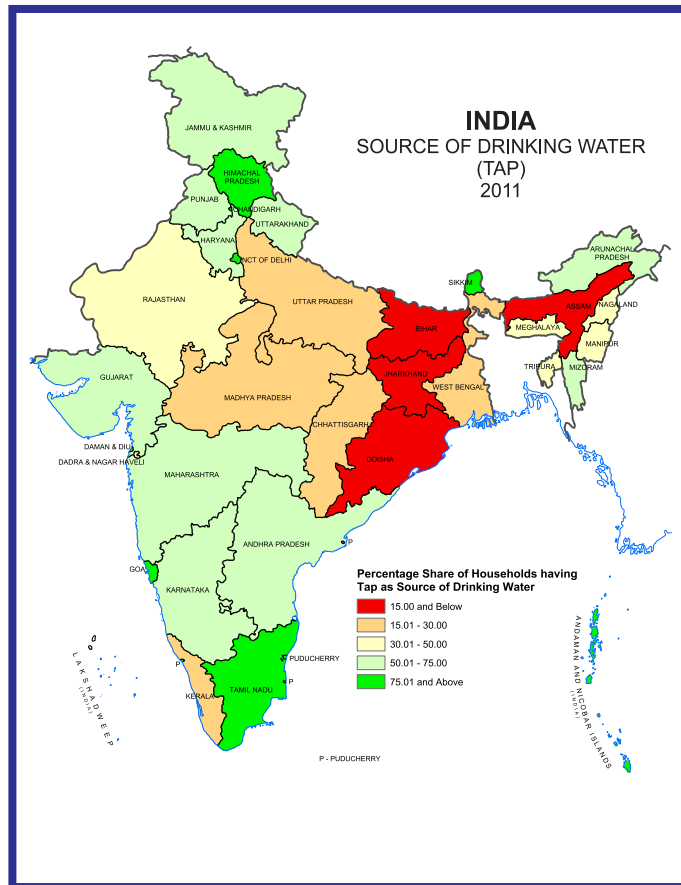 INDIA
SOURCE OF DRINKING WATER
(TAP)
2011
JAMMU & KASHMIR
HIMACHAL
PRADESH
PUNJAB
CHANDIGARH
UTTARAKHAND
HARYANA
NCT OF DELHI
ARUNACHAL
PRADESH
SIKKIM
RAJASTHAN
UTTAR PRADESH
ASSAM
NAGALAND
BIHAR
MEGHALAYA
MANIPUR
GUJARAT
JHARKHAND
TRIPURA
MIZORAM
WEST BENGAL
MADHYA PRADESH
CHHATTISGARH
DAMAN & DIU
DADRA & NAGAR HAVELI
ODISHA
MAHARASHTRA
ANDHRA PRADESH
P
GOA
KARNATAKA
Percentage Share of Households having
Tap as Source of Drinking Water
15.00 and Below
15.01 - 30.00
30.01 - 50.00
50.01 - 75.00
75.01 and Above
PUDUCHERRY
P
P
KERALA
TAMIL NADU
LAKSHADWEEP
(INDIA)
ANDAMAN AND NICOBAR ISLANDS
(INDIA)
P - PUDUCHERRY